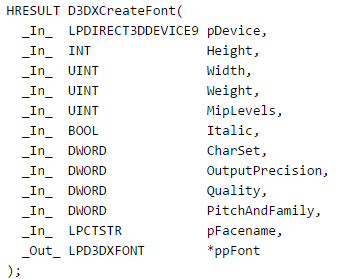 HRESULT D3DXCreateFont(
  _In_  LPDIRECT3DDEVICE9 pDevice,
  _In_  INT               Height,
  _In_  UINT              Width,
  _In_  UINT              Weight,
  _In_  UINT              MipLevels,
  _In_  BOOL              Italic,
  _In_  DWORD             CharSet,
  _In_  DWORD             OutputPrecision,
  _In_  DWORD             Quality,
  _In_  DWORD             PitchAndFamily,
  _In_  LPCTSTR           pFacename,
  _Out_ LPD3DXFONT        *ppFont
);